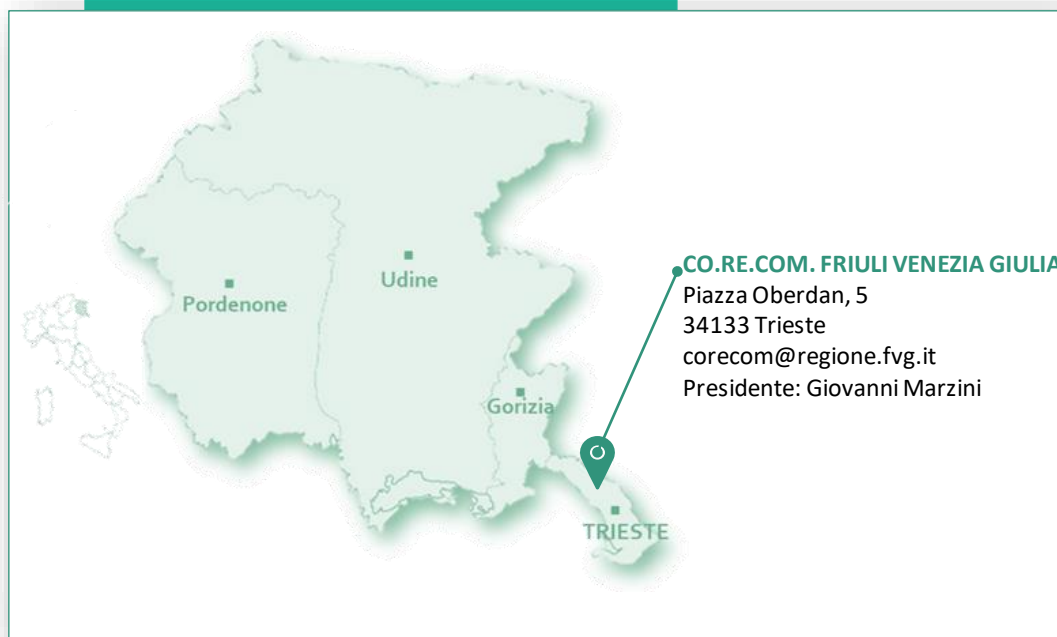 Udine
Pordenone
CO.RE.COM. FRIULI VENEZIA GIULIA
Piazza Oberdan, 5
34133 Trieste
corecom@regione.fvg.it
Presidente: Giovanni Marzini
Gorizia
TRIESTE